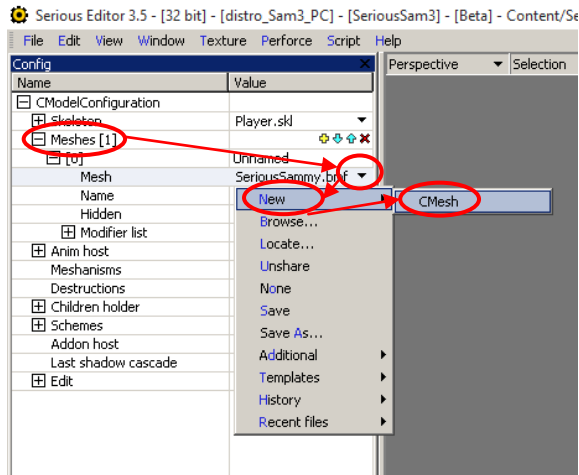 Serious Editor 3.5 - [32 bit] - [distro_Sam3_PC] - [SeriousSam3] - [Beta] - Content/Se
File Edit View Window Texture Perforce Script Help
Config
Perspective Selection
Name Value
CModelConfiguration
Skeleton Player.skl
Meshes [1]
[0] Unnamed
Mesh SeriousSammy.bmf
Name
Hidden
Modifier list
Anim host
Mechanisms
Destructions
Children holder
Schemes
Addon host
Last shadow cascade
Edit
New
Browse...
Locate...
Unshare
None
Save
Save As...
Additional
Templates
History
Recent files
CMesh